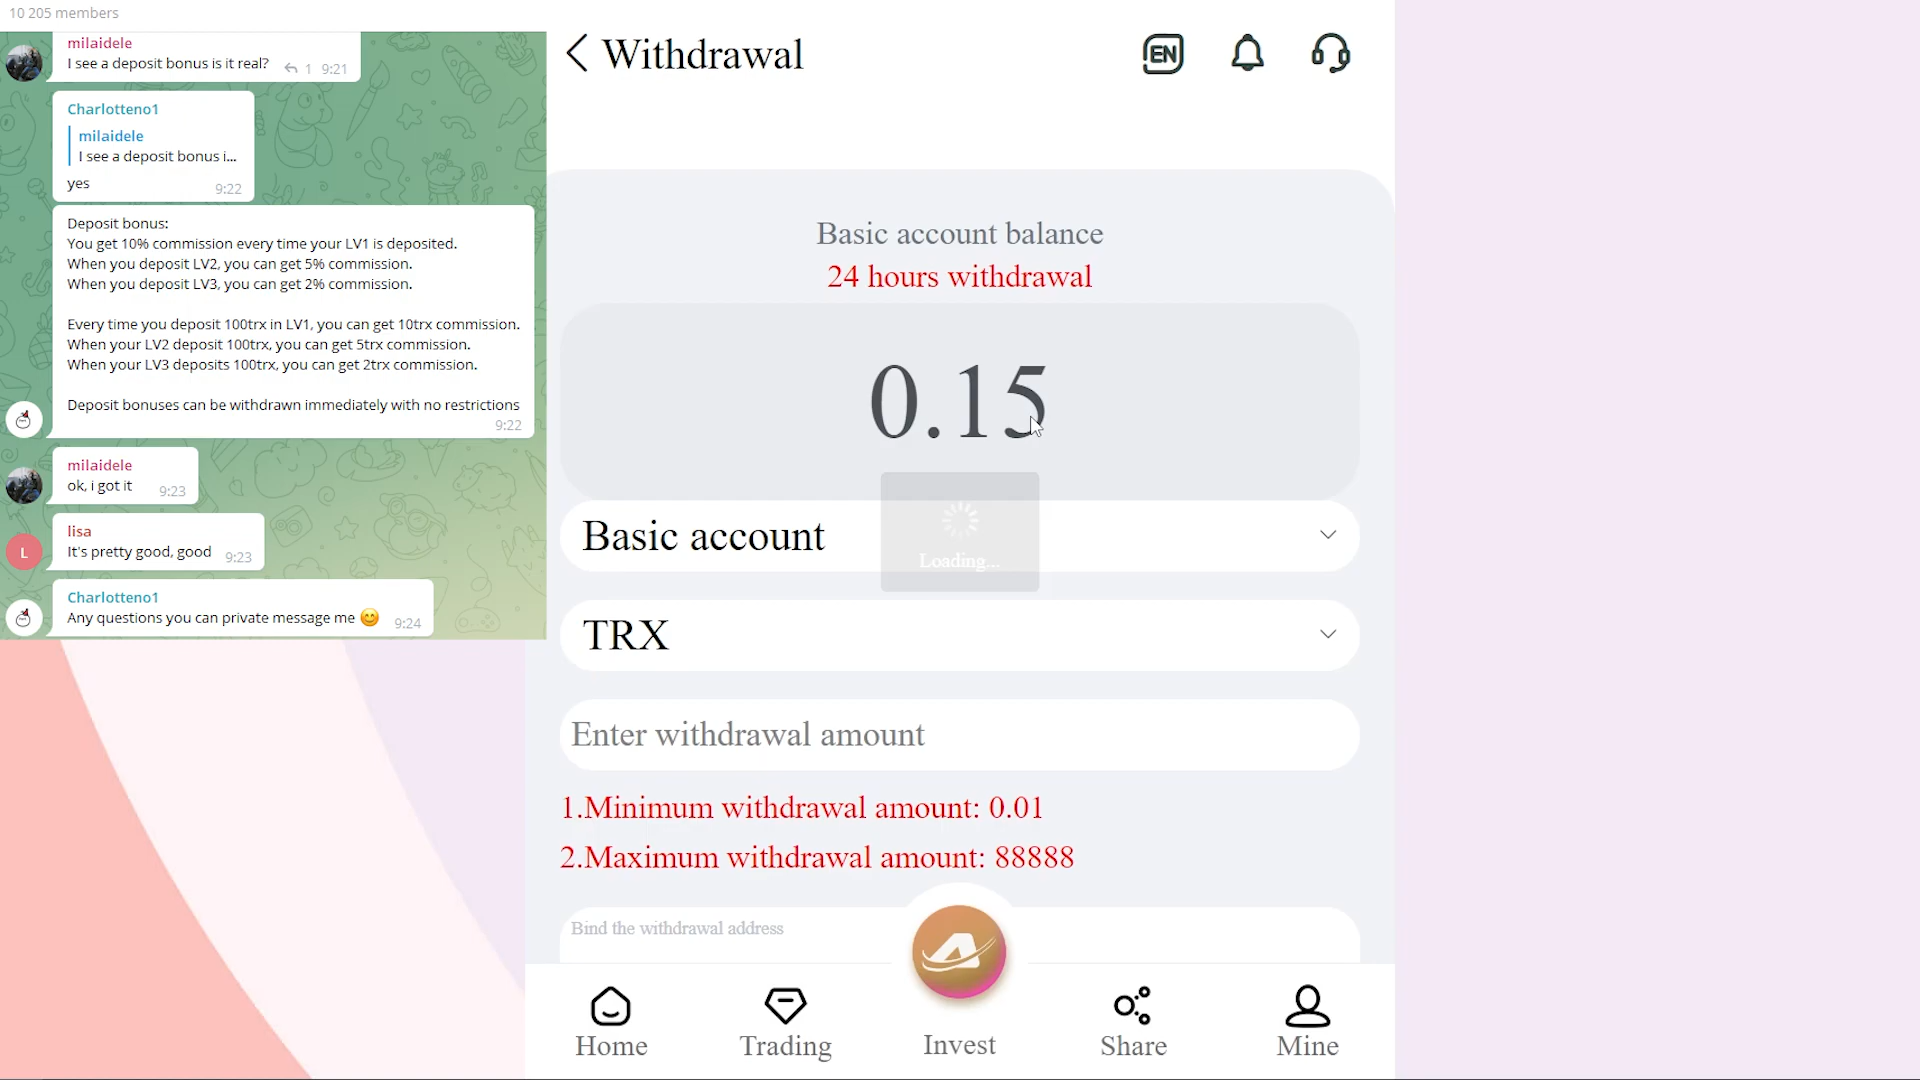 10 205 members
milaidele
I see a deposit bonus is it real? 1 9:21
Charlotteno1
milaidele
I see a deposit bonus i...
yes 9:22
Deposit bonus:
You get 10% commission every time your LV1 is deposited.
When you deposit LV2, you can get 5% commission.
When you deposit LV3, you can get 2% commission.
Every time you deposit 100trx in LV1, you can get 10trx commission.
When your LV2 deposit 100trx, you can get 5trx commission.
When your LV3 deposits 100trx, you can get 2trx commission.
Deposit bonuses can be withdrawn immediately with no restrictions
9:22
milaidele
ok, i got it 9:23
L
lisa
It's pretty good, good 9:23
Charlotteno1
Any questions you can private message me 😊 9:24
Withdrawal
EN
Basic account balance
24 hours withdrawal
0.15
Basic account
Loading...
TRX
Enter withdrawal amount
1.Minimum withdrawal amount: 0.01
2.Maximum withdrawal amount: 88888
Bind the withdrawal address
Home
Trading
Invest
Share
Mine